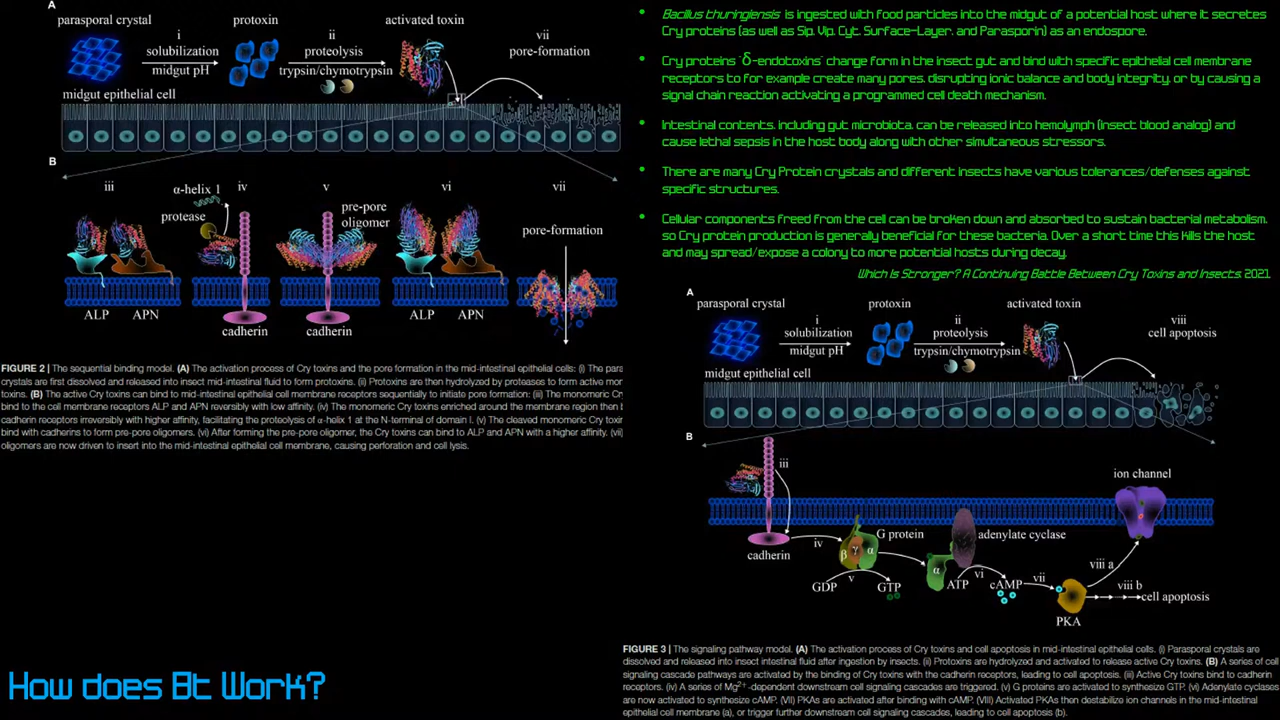 A
parasporal crystal
protoxin
activated toxin
i
solubilization
midgut pH
ii
proteolysis
trypsin/chymotrypsin
vii
pore-formation
midgut epithelial cell
B
iii
α-helix 1
iv
v
vi
vii
protease
pre-pore
oligomer
pore-formation
ALP
APN
cadherin
cadherin
ALP
APN
FIGURE 2 | The sequential binding model. (A) The activation process of Cry toxins and the pore formation in the mid-intestinal epithelial cells: (i) The para
crystals are first dissolved and released into insect mid-intestinal fluid to form protoxins. (ii) Protoxins are then hydrolyzed by proteases to form active mor
toxins. (B) The active Cry toxins can bind to mid-intestinal epithelial cell membrane receptors sequentially to initiate pore formation: (iii) The monomeric Cr
bind to the cell membrane receptors ALP and APN reversibly with low affinity. (iv) The monomeric Cry toxins enriched around the membrane region then b
cadherin receptors irreversibly with higher affinity, facilitating the proteolysis of α-helix 1 at the N-terminal of domain I. (v) The cleaved monomeric Cry toxin
bind with cadherins to form pre-pore oligomers. (vi) After forming the pre-pore oligomer, the Cry toxins can bind to ALP and APN with a higher affinity. (vii)
oligomers are now driven to insert into the mid-intestinal epithelial cell membrane, causing perforation and cell lysis.
How does Bt Work?
• Bacillus thuringiensis is ingested with food particles into the midgut of a potential host where it secretes
Cry proteins (as well as Sip, Vip, Cyt, Surface-Layer, and Parasporin) as an endospore.
• Cry proteins "δ-endotoxins" change form in the insect gut and bind with specific epithelial cell membrane
receptors to for example create many pores, disrupting ionic balance and body integrity, or by causing a
signal chain reaction activating a programmed cell death mechanism.
• Intestinal contents, including gut microbiota, can be released into hemolymph (insect blood analog) and
cause lethal sepsis in the host body along with other simultaneous stressors.
• There are many Cry Protein crystals and different insects have various tolerances/defenses against
specific structures.
• Cellular components freed from the cell can be broken down and absorbed to sustain bacterial metabolism,
so Cry protein production is generally beneficial for these bacteria. Over a short time this kills the host
and may spread/expose a colony to more potential hosts during decay.
Which Is Stronger? A Continuing Battle Between Cry Toxins and Insects. 2021.
A
parasporal crystal
protoxin
activated toxin
i
solubilization
midgut pH
ii
proteolysis
trypsin/chymotrypsin
viii
cell apoptosis
midgut epithelial cell
B
iii
ion channel
cadherin
iv
G protein
β
γ
α
v
GDP
GTP
adenylate cyclase
α
ATP
vi
cAMP
vii
viii a
viii b
cell apoptosis
PKA
FIGURE 3 | The signaling pathway model. (A) The activation process of Cry toxins and cell apoptosis in mid-intestinal epithelial cells. (i) Parasporal crystals are
dissolved and released into insect intestinal fluid after ingestion by insects. (ii) Protoxins are hydrolyzed and activated to release active Cry toxins. (B) A series of cell
signaling cascade pathways are activated by the binding of Cry toxins with the cadherin receptors, leading to cell apoptosis. (iii) Active Cry toxins bind to cadherin
receptors. (iv) A series of Mg²⁺-dependent downstream cell signaling cascades are triggered. (v) G proteins are activated to synthesize GTP. (vi) Adenylate cyclases
are now activated to synthesize cAMP. (VII) PKAs are activated after binding with cAMP. (VIII) Activated PKAs then destabilize ion channels in the mid-intestinal
epithelial cell membrane (a), or trigger further downstream cell signaling cascades, leading to cell apoptosis (b).